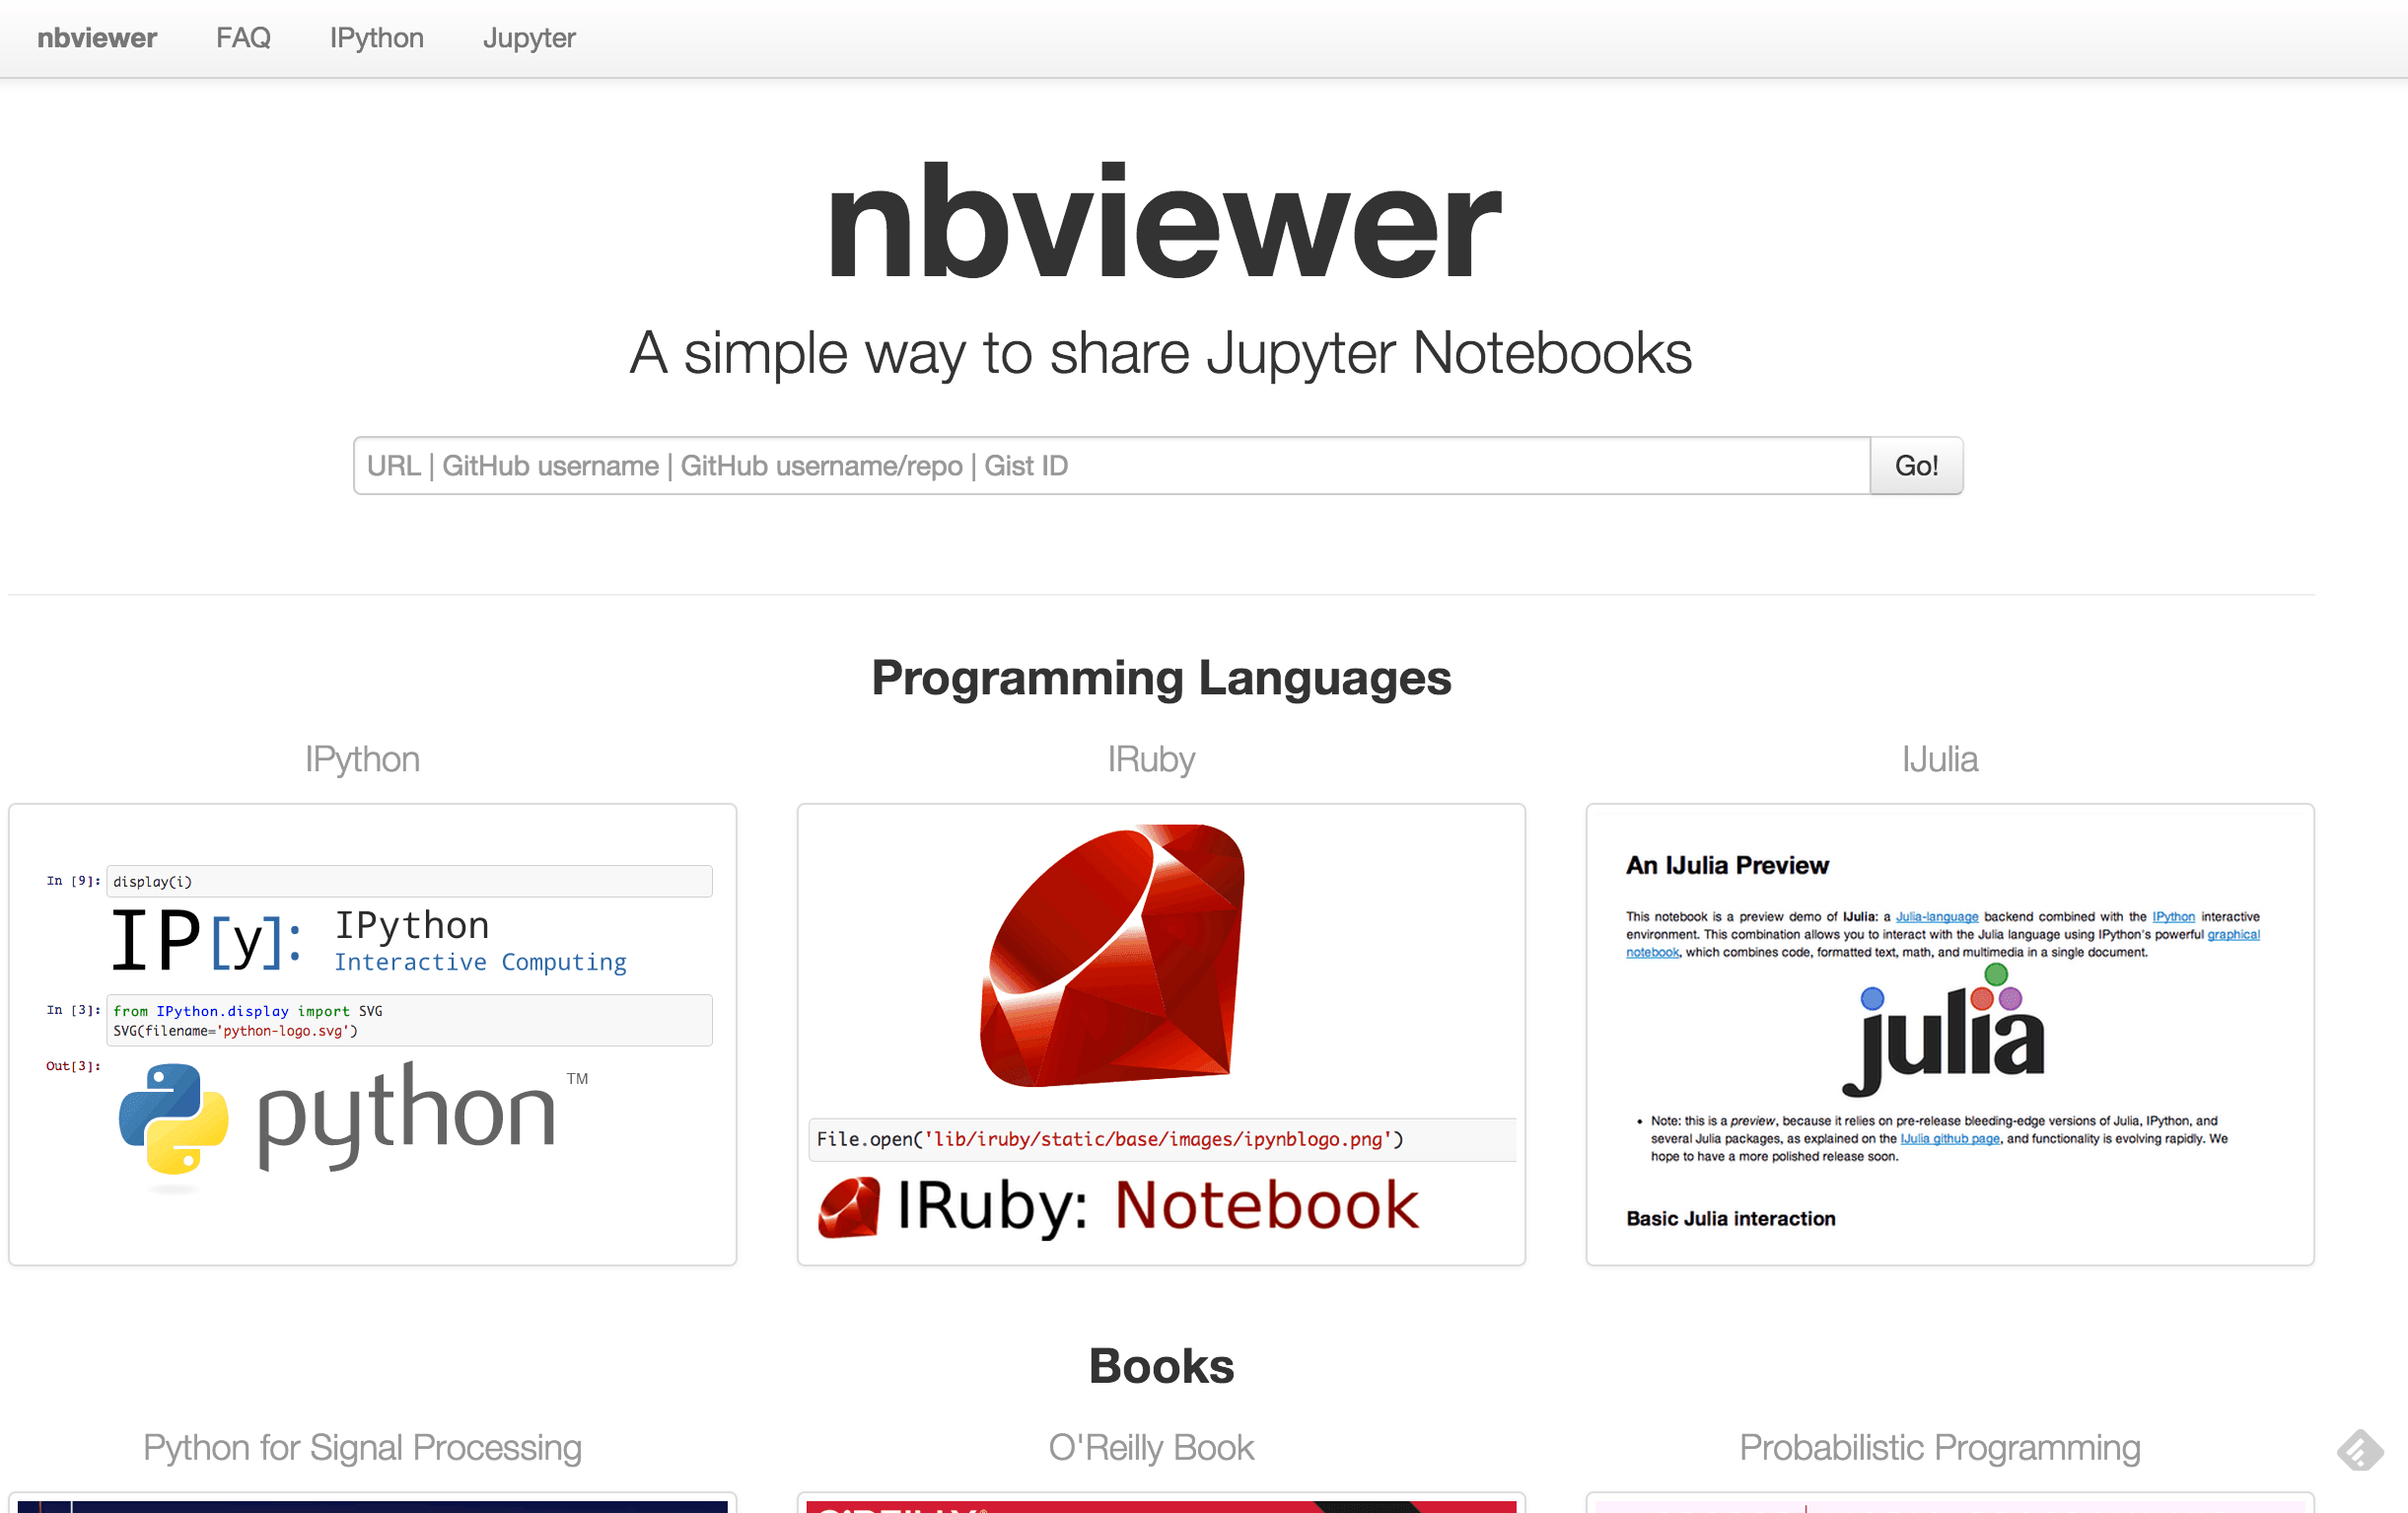 nbviewer FAQ IPython Jupyter
nbviewer
A simple way to share Jupyter Notebooks
URL | GitHub username | GitHub username/repo | Gist ID Go!
Programming Languages
IPython
In [9]: display(i)
IP[y]: IPython
Interactive Computing
In [3]: from IPython.display import SVG
SVG(filename='python-logo.svg')
Out[3]:
python TM
IRuby
File.open('lib/iruby/static/base/images/ipynblogo.png')
IRuby: Notebook
IJulia
An IJulia Preview
This notebook is a preview demo of IJulia: a Julia-language backend combined with the IPython interactive
environment. This combination allows you to interact with the Julia language using IPython's powerful graphical
notebook, which combines code, formatted text, math, and multimedia in a single document.
julia
• Note: this is a preview, because it relies on pre-release bleeding-edge versions of Julia, IPython, and
several Julia packages, as explained on the IJulia github page, and functionality is evolving rapidly. We
hope to have a more polished release soon.
Basic Julia interaction
Books
Python for Signal Processing
O'Reilly Book
O'REILLY®
Probabilistic Programming